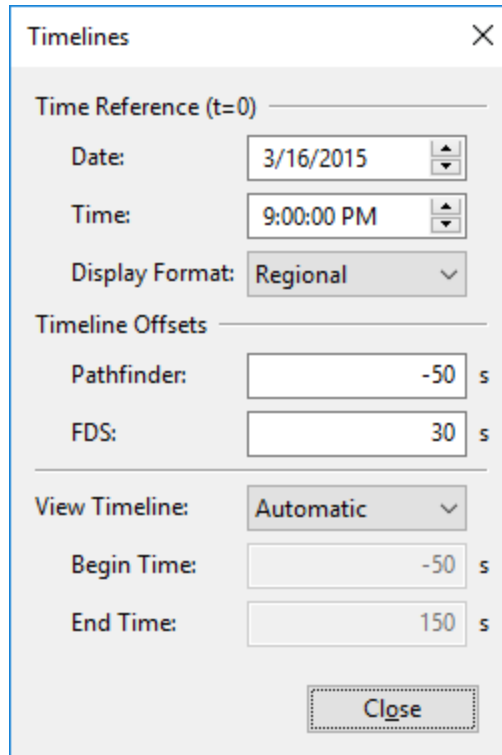 Timelines
Time Reference (t=0)
Date: 3/16/2015
Time: 9:00:00 PM
Display Format: Regional
Timeline Offsets
Pathfinder: -50 s
FDS: 30 s
View Timeline: Automatic
Begin Time: -50 s
End Time: 150 s
Close